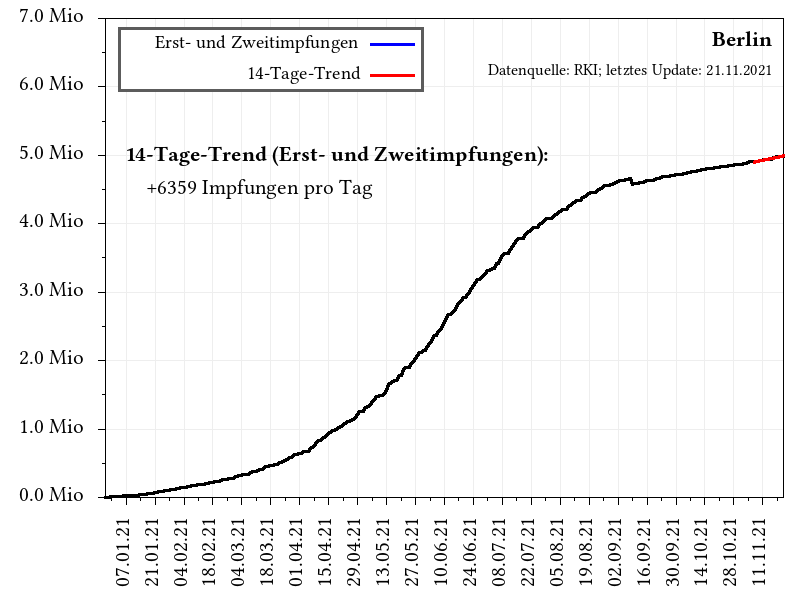 7.0 Mio
6.0 Mio
5.0 Mio
4.0 Mio
3.0 Mio
2.0 Mio
1.0 Mio
0.0 Mio
Erst- und Zweitimpfungen
14-Tage-Trend
Berlin
Datenquelle: RKI; letztes Update: 21.11.2021
14-Tage-Trend (Erst- und Zweitimpfungen):
+6359 Impfungen pro Tag
07.01.21
21.01.21
04.02.21
18.02.21
04.03.21
18.03.21
01.04.21
15.04.21
29.04.21
13.05.21
27.05.21
10.06.21
24.06.21
08.07.21
22.07.21
05.08.21
19.08.21
02.09.21
16.09.21
30.09.21
14.10.21
28.10.21
11.11.21